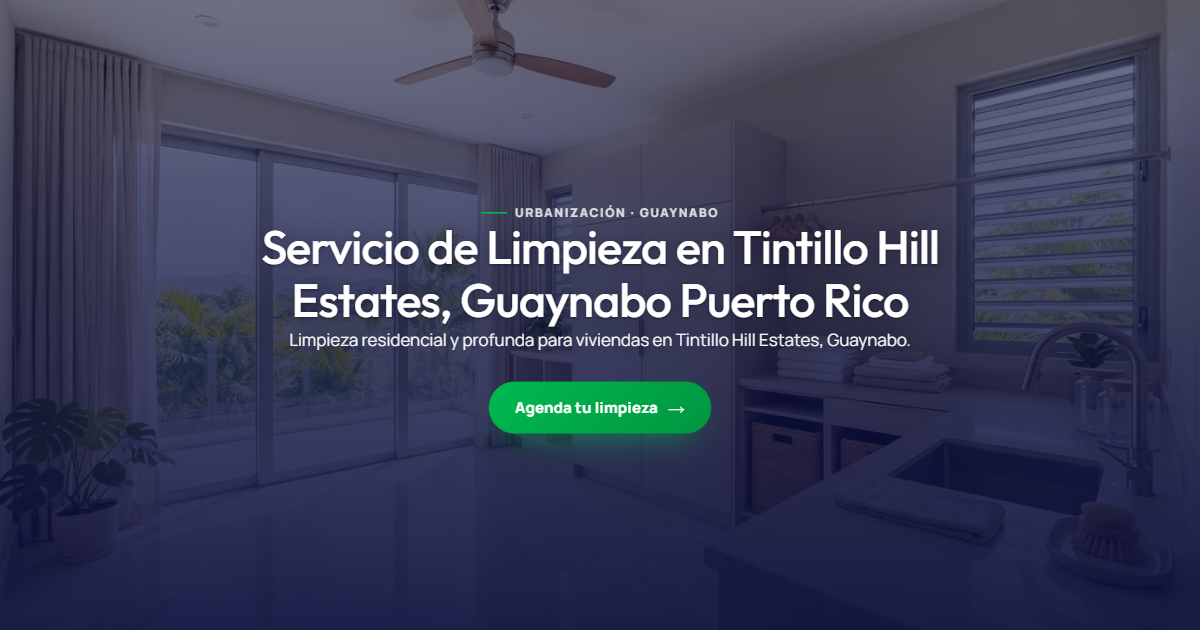 URBANIZACIÓN · GUAYNABO
Servicio de Limpieza en Tintillo Hill
Estates, Guaynabo Puerto Rico
Limpieza residencial y profunda para viviendas en Tintillo Hill Estates, Guaynabo.
Agenda tu limpieza →